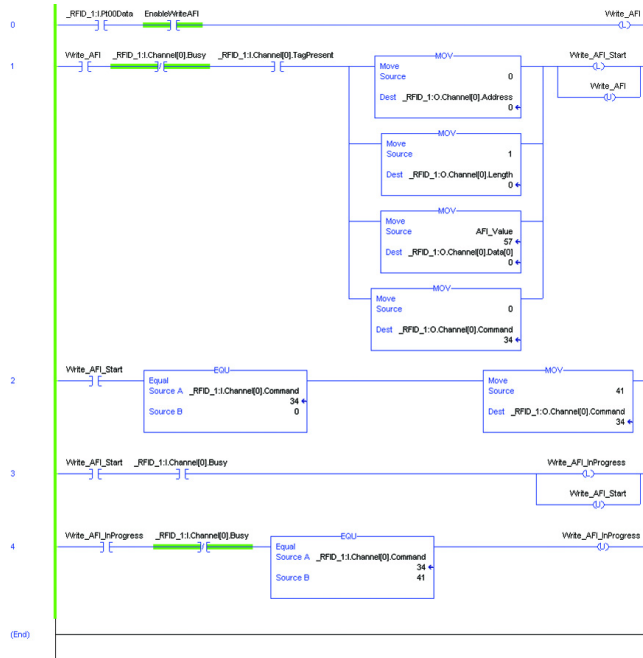 _RFID_1:I.Pt00Data EnableWriteAFI Write_AFI
0 L
Write_AFI _RFID_1:I.Channel[0].Busy _RFID_1:I.Channel[0].TagPresent MOV Write_AFI_Start
1 L
Move
Source 0
Write_AFI
U
Dest _RFID_1:O.Channel[0].Address
0
MOV
Move
Source 1
Dest _RFID_1:O.Channel[0].Length
0
MOV
Move
Source AFI_Value
57
Dest _RFID_1:O.Channel[0].Data[0]
0
MOV
Move
Source 0
Dest _RFID_1:O.Channel[0].Command
34
Write_AFI_Start EQU MOV
2
Equal Move
Source A _RFID_1:I.Channel[0].Command Source 41
34
Source B 0 Dest _RFID_1:O.Channel[0].Command
34
Write_AFI_Start _RFID_1:I.Channel[0].Busy Write_AFI_InProgress
3 L
Write_AFI_Start
U
Write_AFI_InProgress _RFID_1:I.Channel[0].Busy EQU Write_AFI_InProgress
4 U
Equal
Source A _RFID_1:I.Channel[0].Command
34
Source B 41
(End)